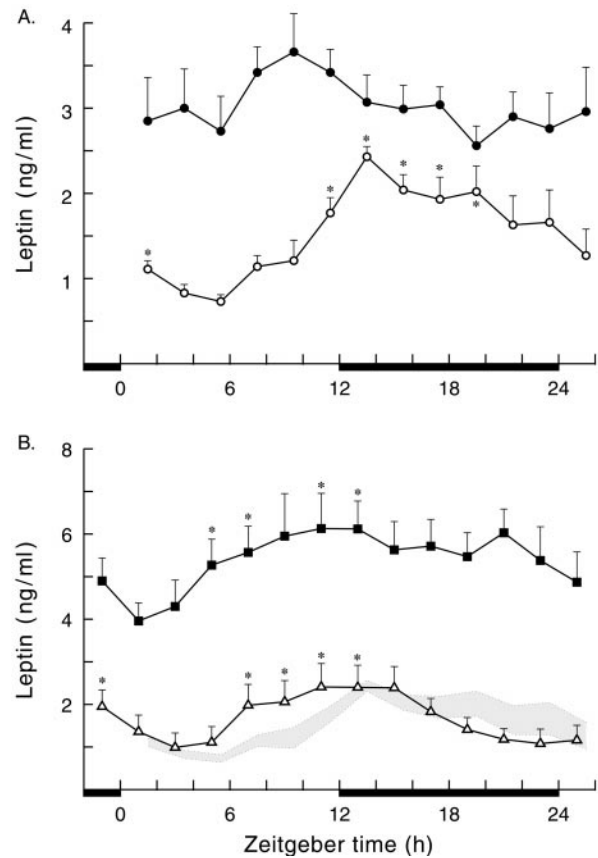 A.
4
3
2
1
Leptin (ng/ml)
* * * * * *
0 6 12 18 24
B.
8
6
4
2
Leptin (ng/ml)
* * * *
* * * * *
0 6 12 18 24
Zeitgeber time (h)